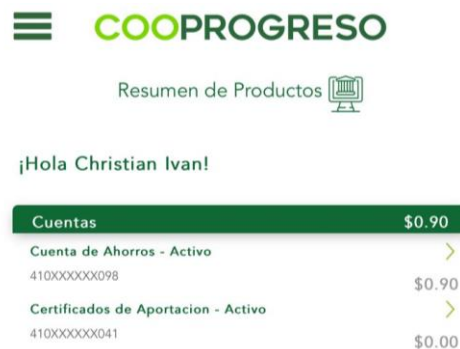 COOPROGRESO
Resumen de Productos
¡Hola Christian Ivan!
Cuentas $0.90
Cuenta de Ahorros - Activo
410XXXXXX098
$0.90
Certificados de Aportacion - Activo
410XXXXXX041
$0.00